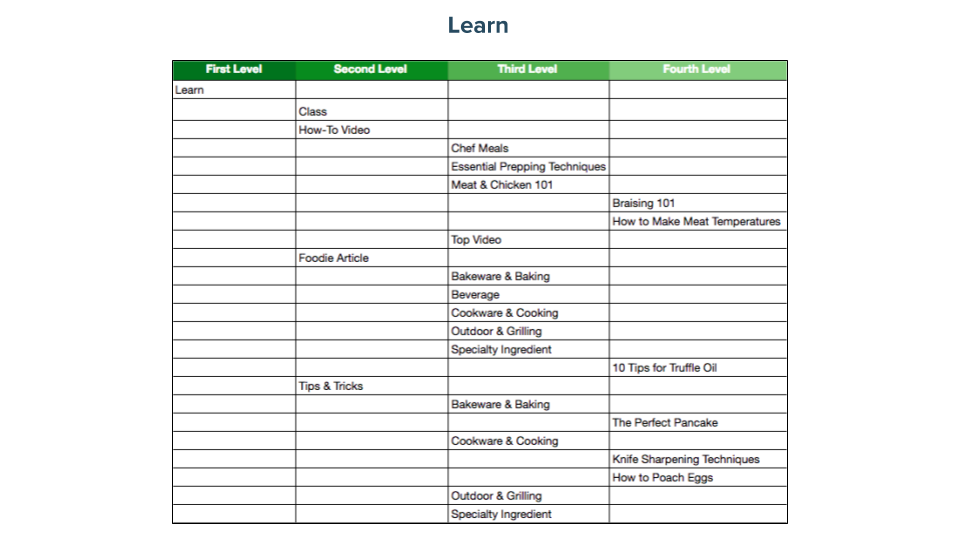 Learn
First Level Second Level Third Level Fourth Level
Learn
Class
How-To Video
Chef Meals
Essential Prepping Techniques
Meat & Chicken 101
Braising 101
How to Make Meat Temperatures
Top Video
Foodie Article
Bakeware & Baking
Beverage
Cookware & Cooking
Outdoor & Grilling
Specialty Ingredient
10 Tips for Truffle Oil
Tips & Tricks
Bakeware & Baking
The Perfect Pancake
Cookware & Cooking
Knife Sharpening Techniques
How to Poach Eggs
Outdoor & Grilling
Specialty Ingredient